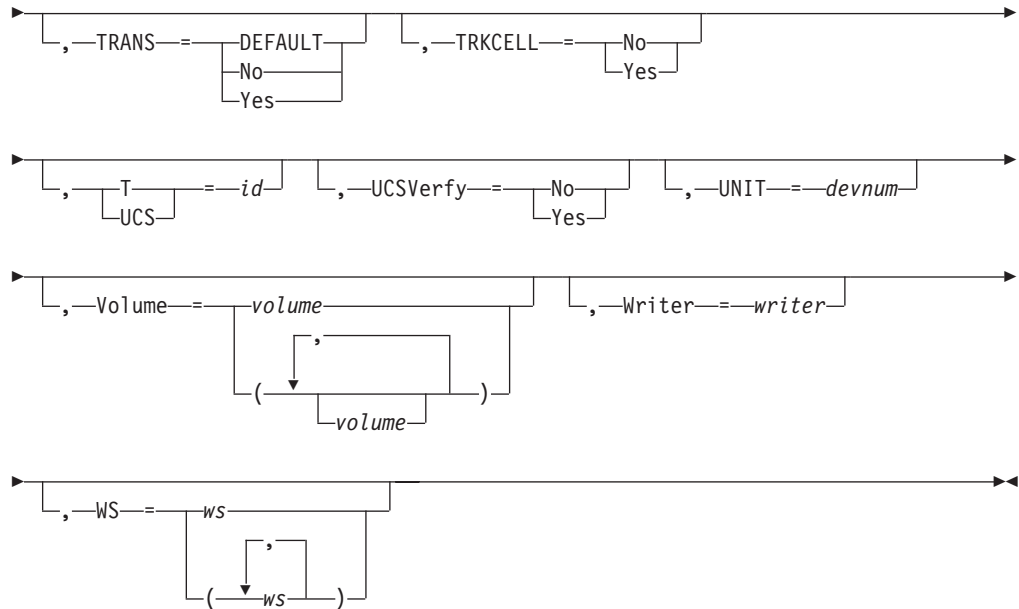 , TRANS = DEFAULT , TRKCELL = No
No Yes
Yes
, T = id , UCSVerfy = No , UNIT = devnum
UCS Yes
, Volume = volume , Writer = writer
,
( volume )
, WS = ws
,
( ws )